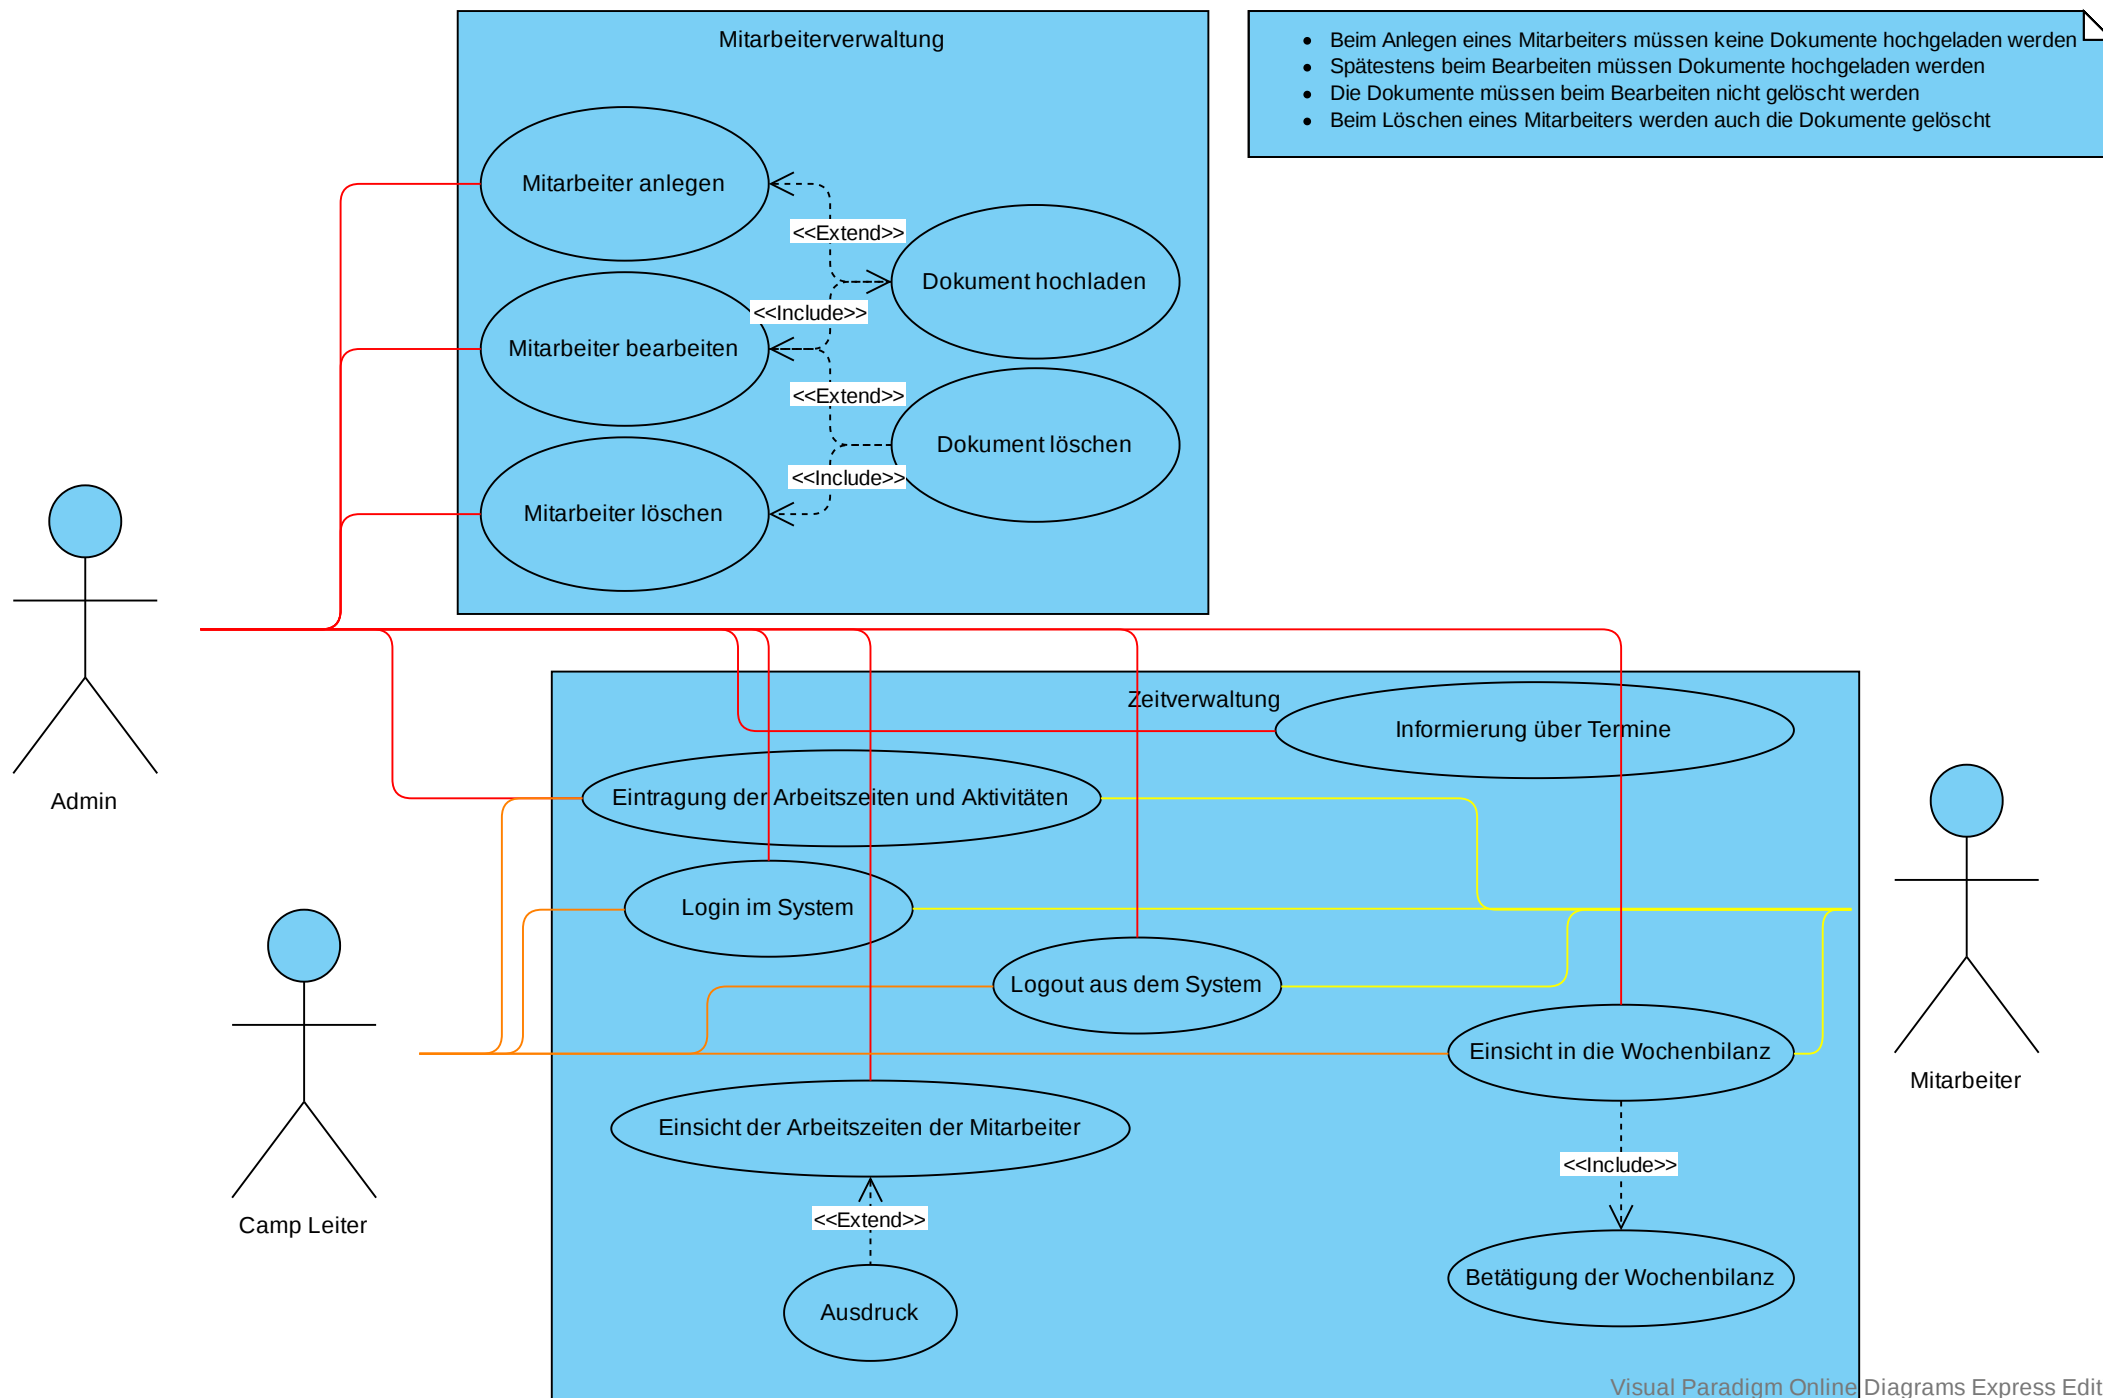 Mitarbeiterverwaltung
• Beim Anlegen eines Mitarbeiters müssen keine Dokumente hochgeladen werden
• Spätestens beim Bearbeiten müssen Dokumente hochgeladen werden
• Die Dokumente müssen beim Bearbeiten nicht gelöscht werden
• Beim Löschen eines Mitarbeiters werden auch die Dokumente gelöscht
Mitarbeiter anlegen
<<Extend>>
Dokument hochladen
<<Include>>
Mitarbeiter bearbeiten
<<Extend>>
Dokument löschen
<<Include>>
Mitarbeiter löschen
Admin
Zeitverwaltung
Informierung über Termine
Eintragung der Arbeitszeiten und Aktivitäten
Login im System
Logout aus dem System
Einsicht in die Wochenbilanz
Mitarbeiter
Einsicht der Arbeitszeiten der Mitarbeiter
<<Include>>
Camp Leiter
<<Extend>>
Betätigung der Wochenbilanz
Ausdruck
Visual Paradigm Online Diagrams Express Edit